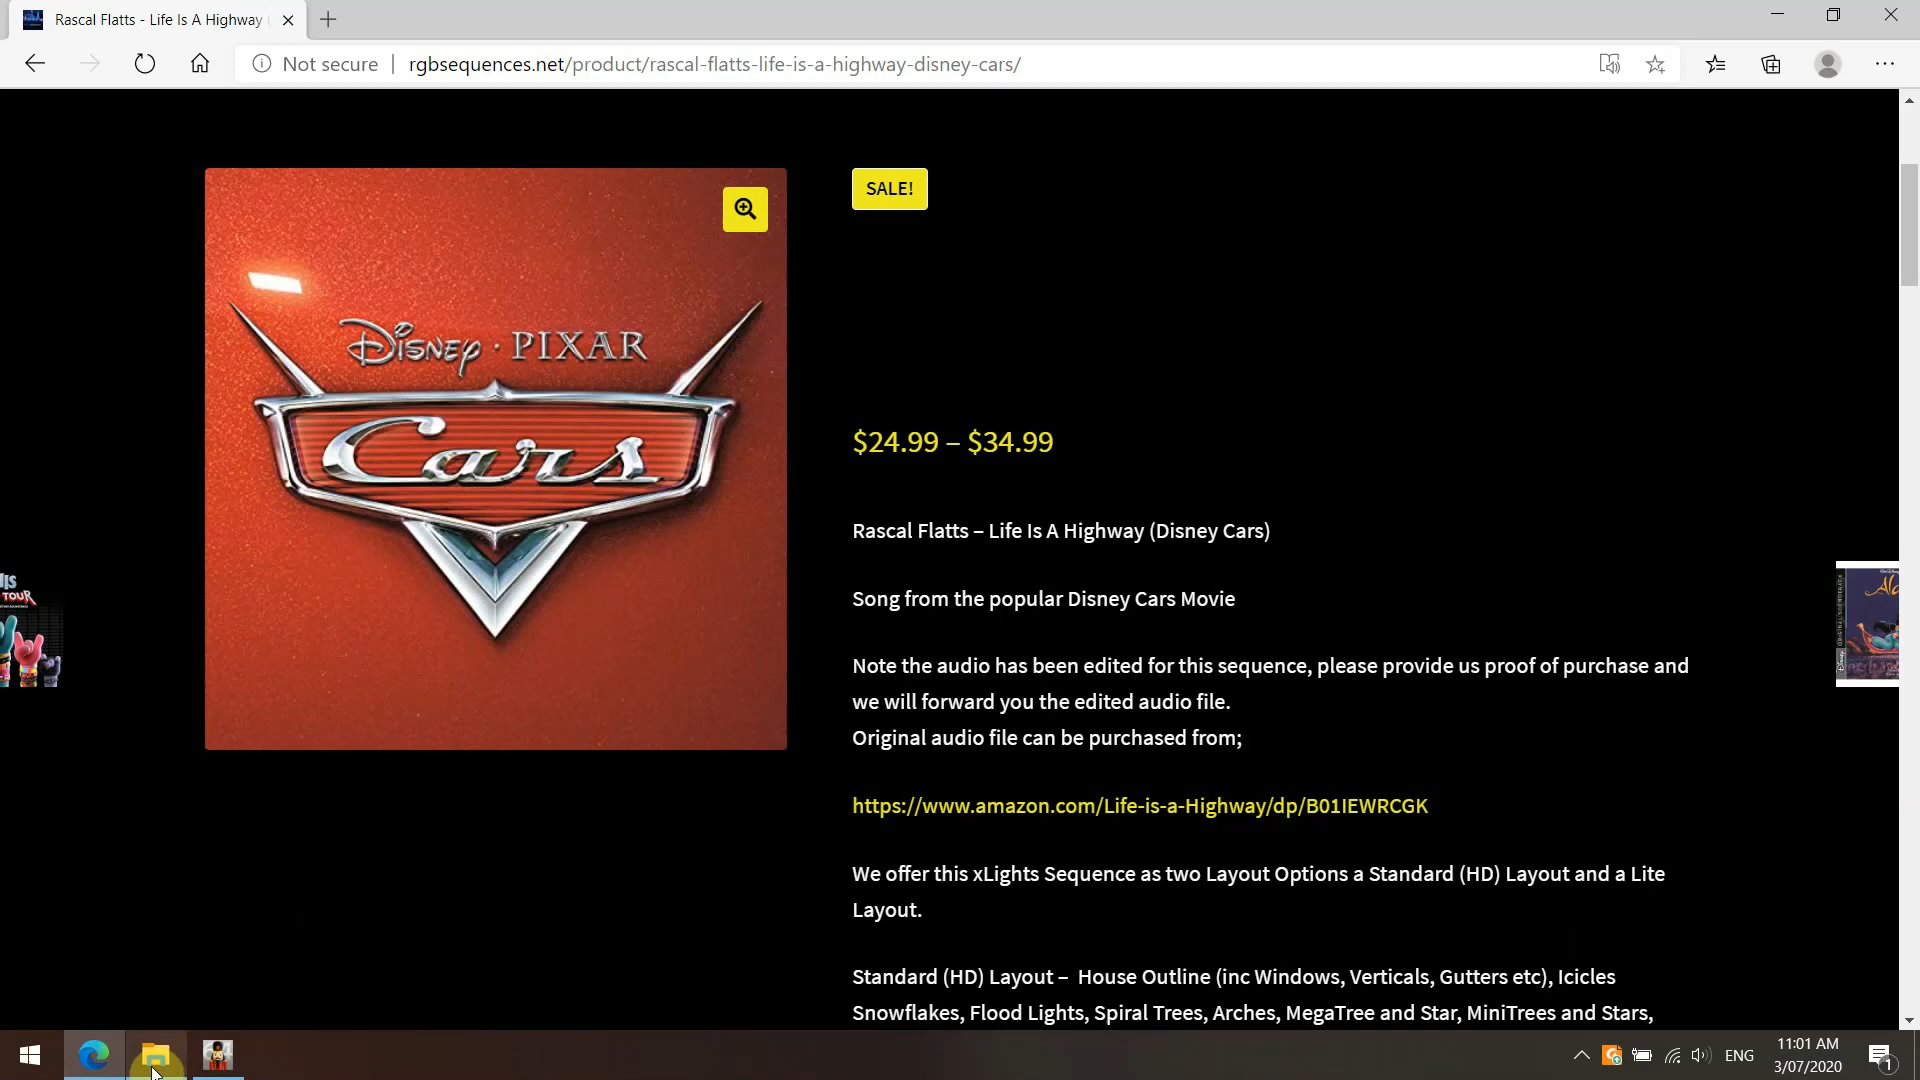 Rascal Flatts - Life Is A Highway
Not secure
rgbsequences.net/product/rascal-flatts-life-is-a-highway-disney-cars/
SALE!
Disney · PIXAR
Cars
$24.99 – $34.99
Rascal Flatts – Life Is A Highway (Disney Cars)
Song from the popular Disney Cars Movie
TOUR
Note the audio has been edited for this sequence, please provide us proof of purchase and
we will forward you the edited audio file.
Original audio file can be purchased from;
https://www.amazon.com/Life-is-a-Highway/dp/B01IEWRCGK
We offer this xLights Sequence as two Layout Options a Standard (HD) Layout and a Lite
Layout.
Standard (HD) Layout – House Outline (inc Windows, Verticals, Gutters etc), Icicles
Snowflakes, Flood Lights, Spiral Trees, Arches, MegaTree and Star, MiniTrees and Stars,
ENG
11:01 AM
3/07/2020
1